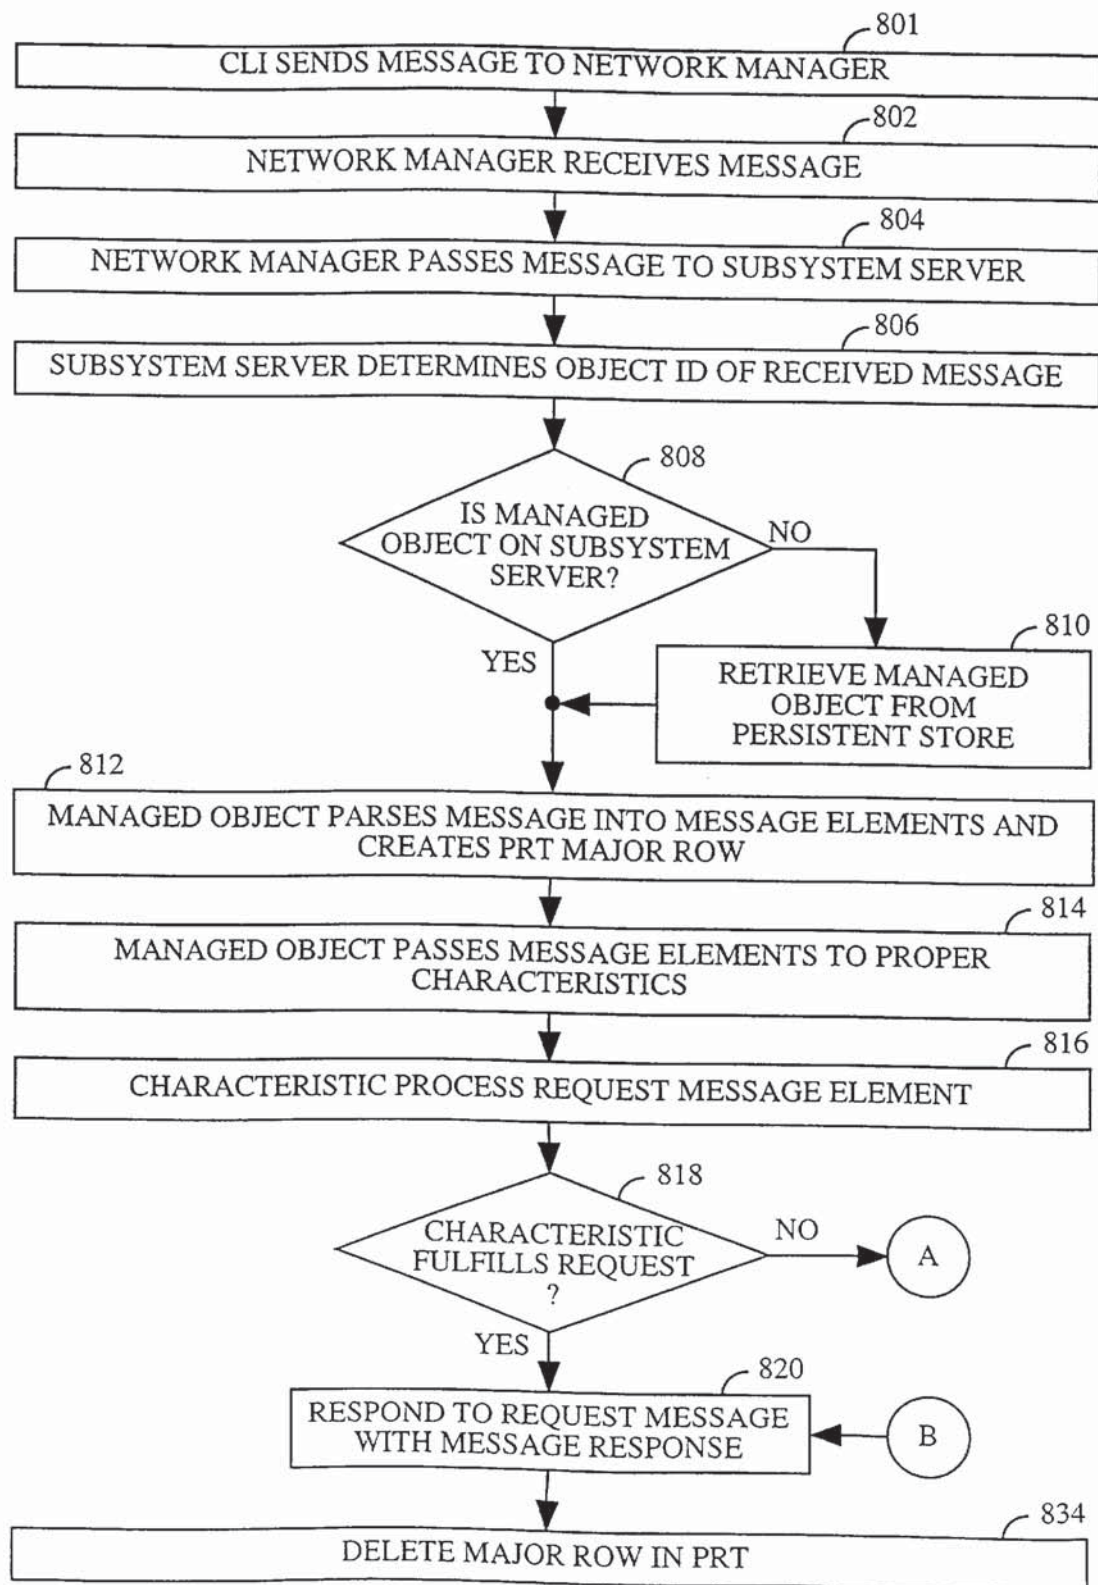 801
CLI SENDS MESSAGE TO NETWORK MANAGER
802
NETWORK MANAGER RECEIVES MESSAGE
804
NETWORK MANAGER PASSES MESSAGE TO SUBSYSTEM SERVER
806
SUBSYSTEM SERVER DETERMINES OBJECT ID OF RECEIVED MESSAGE
808
IS MANAGED
OBJECT ON SUBSYSTEM
SERVER?
NO
YES
810
RETRIEVE MANAGED
OBJECT FROM
PERSISTENT STORE
812
MANAGED OBJECT PARSES MESSAGE INTO MESSAGE ELEMENTS AND
CREATES PRT MAJOR ROW
814
MANAGED OBJECT PASSES MESSAGE ELEMENTS TO PROPER
CHARACTERISTICS
816
CHARACTERISTIC PROCESS REQUEST MESSAGE ELEMENT
818
CHARACTERISTIC
FULFILLS REQUEST
?
NO
A
YES
820
RESPOND TO REQUEST MESSAGE
WITH MESSAGE RESPONSE
B
834
DELETE MAJOR ROW IN PRT